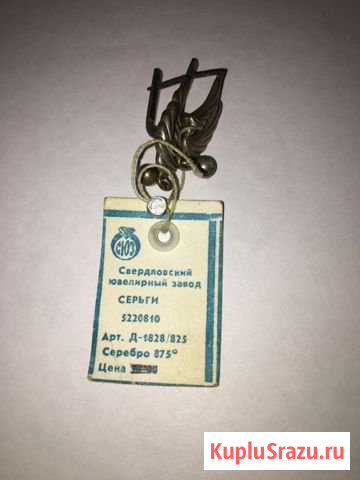 СЮЗ
Свердловский
ювелирный завод
СЕРЬГИ
5220810
Арт. Д-1828/825
Серебро 875°
Цена
KupluSrazu.ru